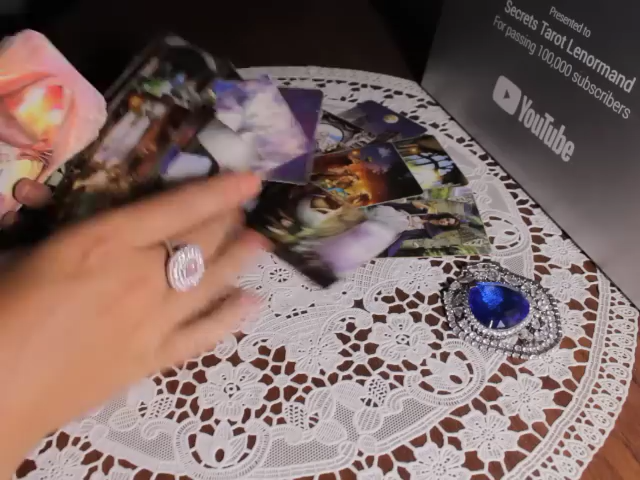 Presented to
Secrets Tarot Lenormand
For passing 100,000 subscribers
YouTube